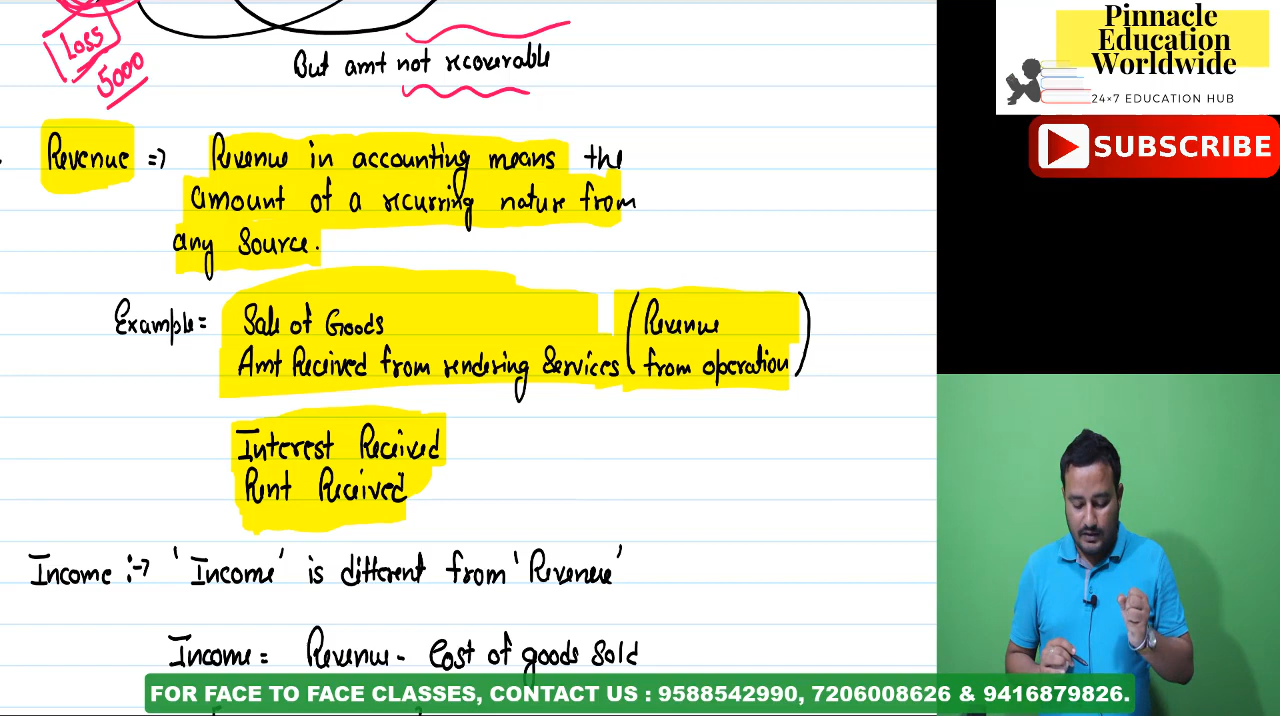 Loss
5000
But amt not recoverable
Revenue => Revenue in accounting means the
amount of a recurring nature from
any Source.
Example = Sale of Goods
Amt Received from rendering Services (Revenue
from operation)
Interest Received
Rent Received
Income :→ 'Income' is different from 'Revenue'
Income = Revenue - Cost of goods Sold
Pinnacle
Education
Worldwide
24×7 EDUCATION HUB
SUBSCRIBE
FOR FACE TO FACE CLASSES, CONTACT US : 9588542990, 7206008626 & 9416879826.